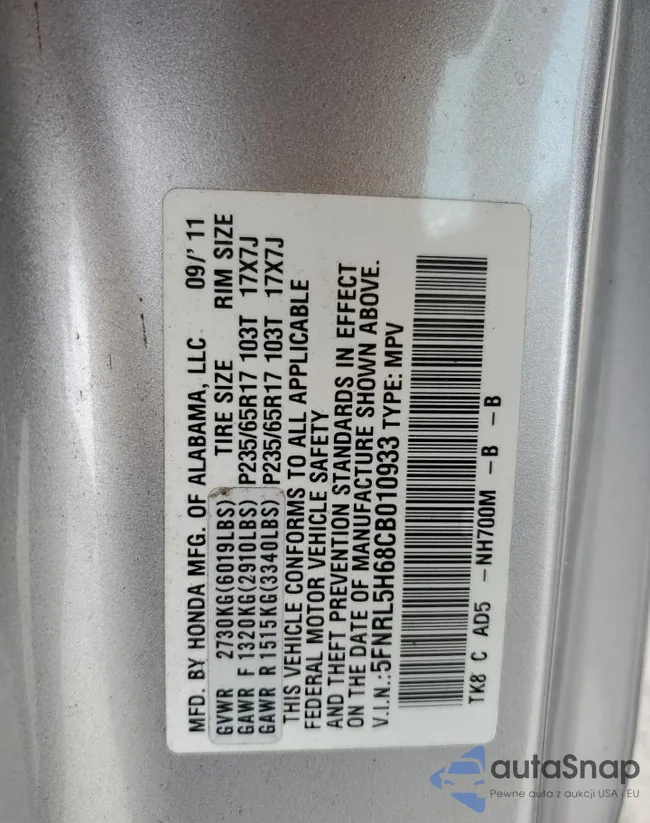 MFD. BY HONDA MFG. OF ALABAMA, LLC 09/'11
GVWR 2730KG(6019LBS) TIRE SIZE RIM SIZE
GAWR F 1320KG(2910LBS) P235/65R17 103T 17X7J
GAWR R 1515KG(3340LBS) P235/65R17 103T 17X7J
THIS VEHICLE CONFORMS TO ALL APPLICABLE
FEDERAL MOTOR VEHICLE SAFETY
AND THEFT PREVENTION STANDARDS IN EFFECT
ON THE DATE OF MANUFACTURE SHOWN ABOVE.
V.I.N.:5FNRL5H68CB010933 TYPE: MPV
TK8 C AD5 -NH700M -B -B
autaSnap
Pewne auta z aukcji USA i EU